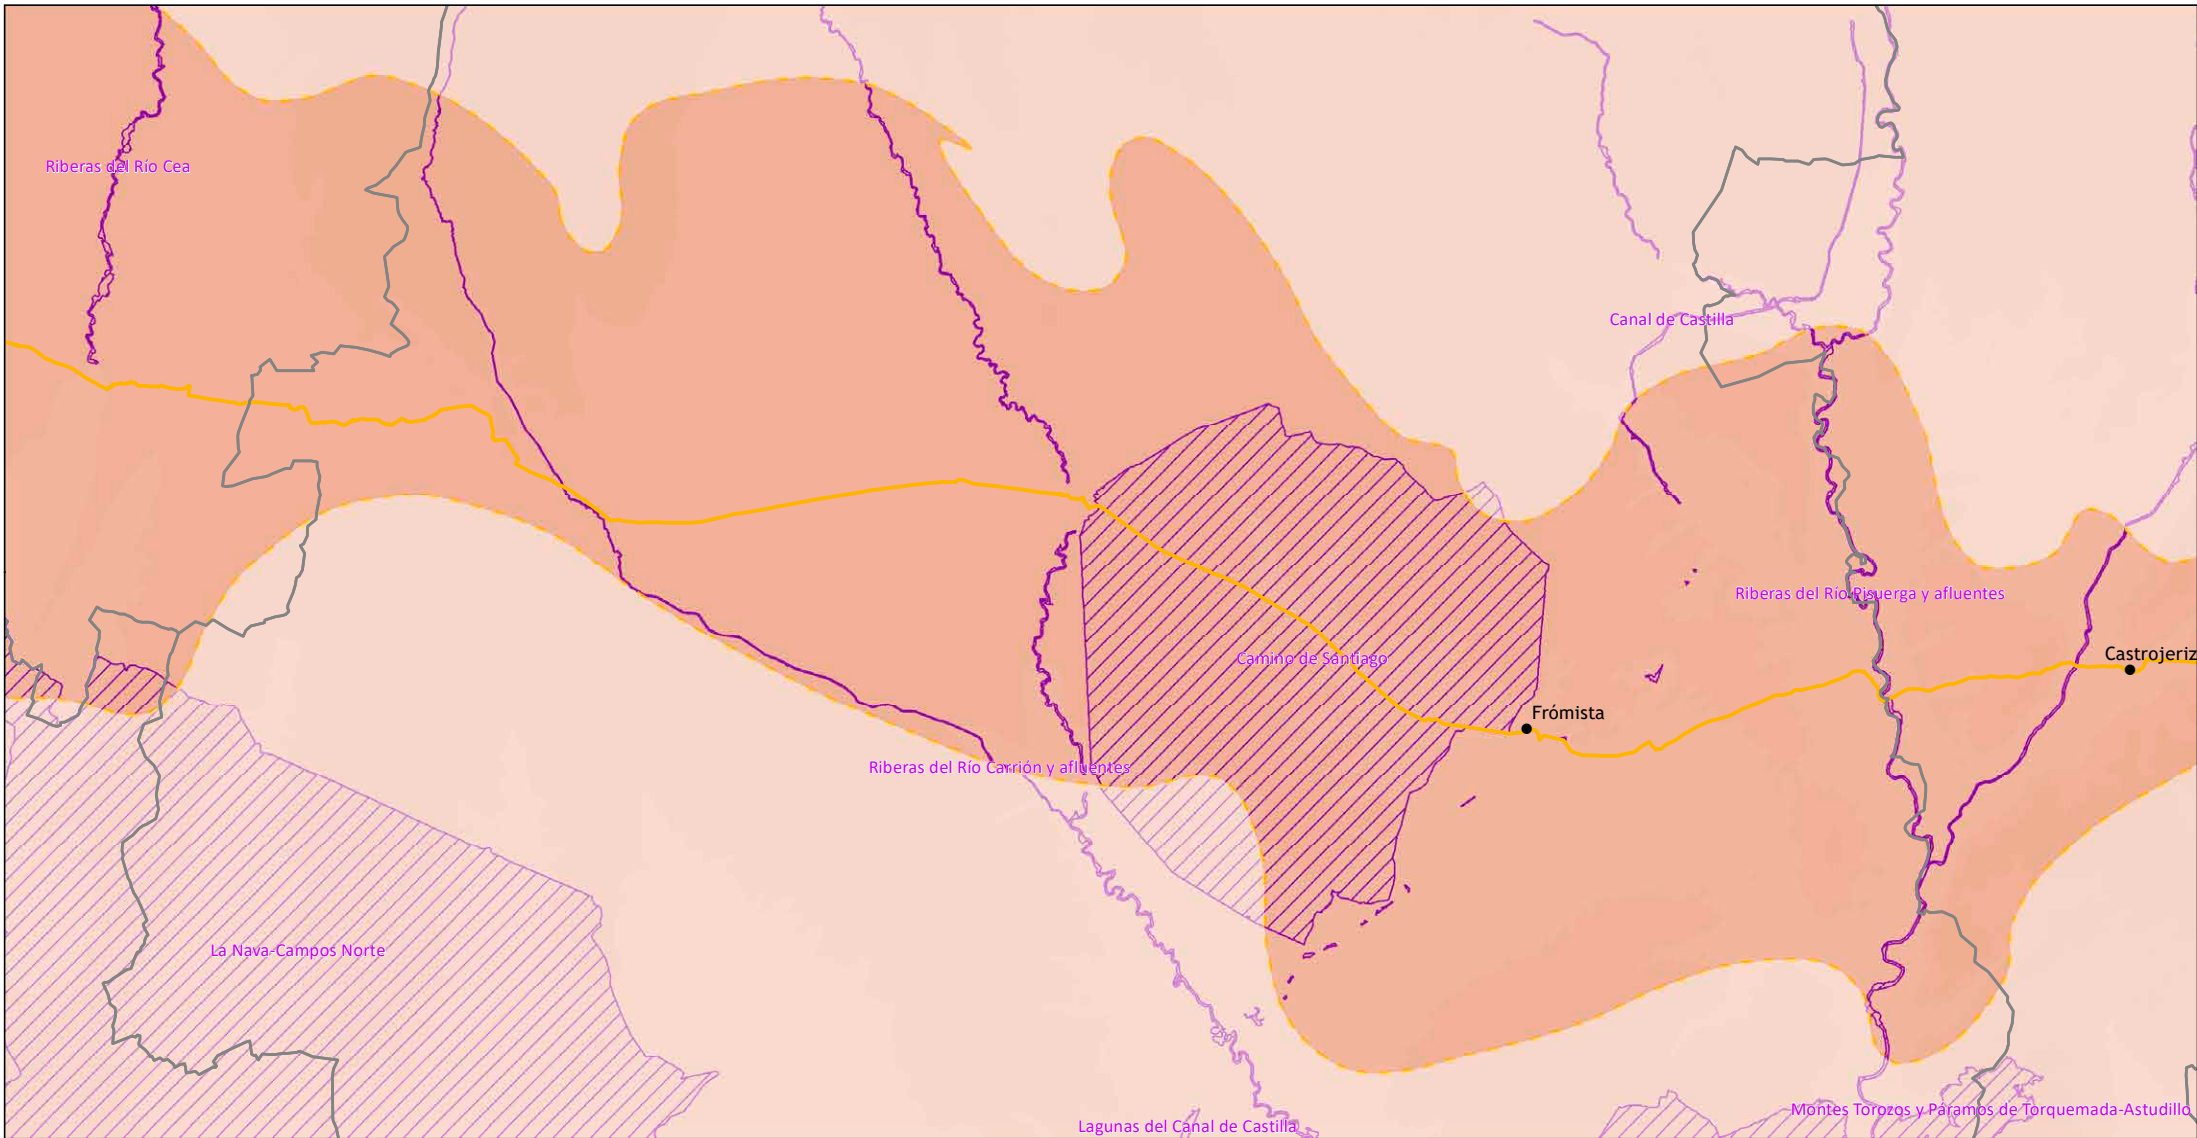 Riberas del Río Cea
Canal de Castilla
Riberas del Río Pisuerga y afluentes
Castrojeriz
Camino de Santiago
Frómista
Riberas del Río Carrión y afluentes
La Nava-Campos Norte
Montes Torozos y Páramos de Torquemada-Astudillo
Lagunas del Canal de Castilla